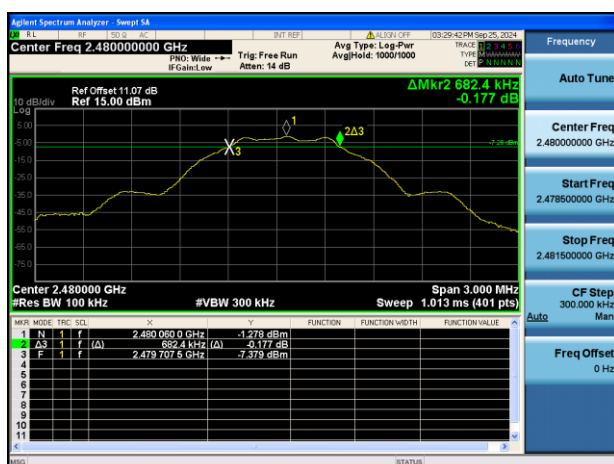 Agilent Spectrum Analyzer - Swept SA
RL RF 50 Ω AC INT REF ALIGN OFF 03:29:42 PM Sep 25, 2024
Center Freq 2.480000000 GHz
PNO: Wide
IFGain:Low
Trig: Free Run
Atten: 14 dB
Avg Type: Log-Pwr
Avg|Hold: 1000/1000
TRACE 1 2 3 4 5 6
TYPE
DET P N N N N N
Ref Offset 11.07 dB
10 dB/div Ref 15.00 dBm
ΔMkr2 682.4 kHz
-0.177 dB
Log
1
2Δ3
3
-7.28 dBm
5.00
-5.00
-15.0
-25.0
-35.0
-45.0
-55.0
-65.0
-75.0
Center 2.480000 GHz Span 3.000 MHz
#Res BW 100 kHz #VBW 300 kHz Sweep 1.013 ms (401 pts)
MKR MODE TRC SCL X Y FUNCTION FUNCTION WIDTH FUNCTION VALUE
1 N 1 f 2.480 060 0 GHz -1.278 dBm
2 Δ3 1 f (Δ) 682.4 kHz (Δ) -0.177 dB
3 F 1 f 2.479 707 5 GHz -7.379 dBm
4
5
6
7
8
9
10
11
MSG STATUS
Frequency
Auto Tune
Center Freq
2.480000000 GHz
Start Freq
2.478500000 GHz
Stop Freq
2.481500000 GHz
CF Step
300.000 kHz
Auto Man
Freq Offset
0 Hz